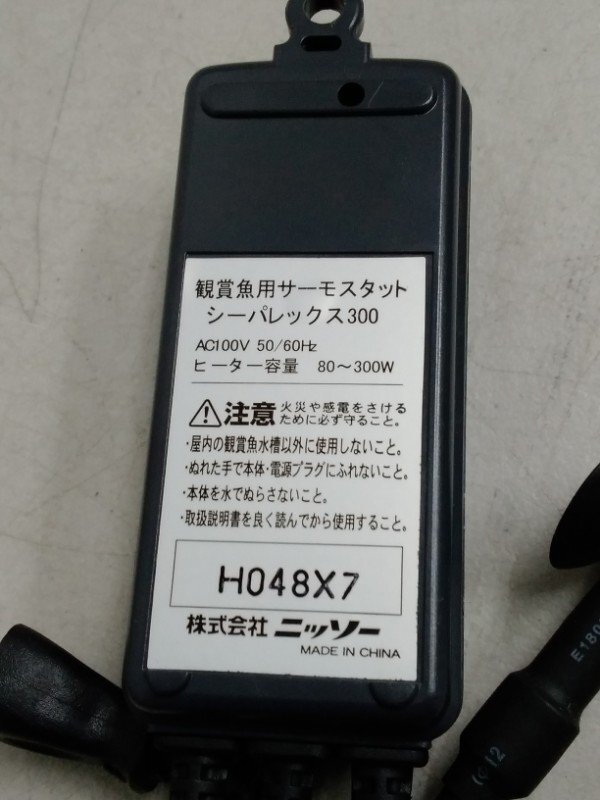 観賞魚用サーモスタット
シーパレックス300
AC100V 50/60Hz
ヒーター容量 80～300W
注意 火災や感電をさける
ために必ず守ること。
・屋内の観賞魚水槽以外に使用しないこと。
・ぬれた手で本体・電源プラグにふれないこと。
・本体を水でぬらさないこと。
・取扱説明書を良く読んでから使用すること。
H048X7
株式会社 ニッソー
MADE IN CHINA